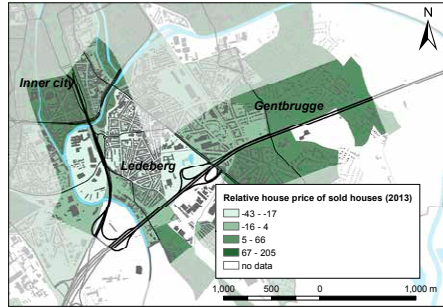 N
Inner city
Gentbrugge
Ledeberg
Relative house price of sold houses (2013)
-43 - -17
-16 - 4
5 - 66
67 - 205
no data
1,000 500 0 1,000 m